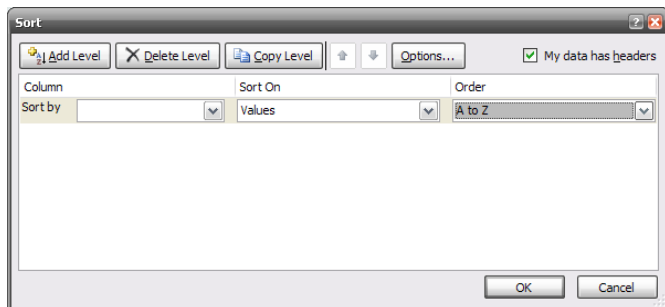 Sort
Add Level Delete Level Copy Level Options... My data has headers
Column Sort On Order
Sort by Values A to Z
OK Cancel